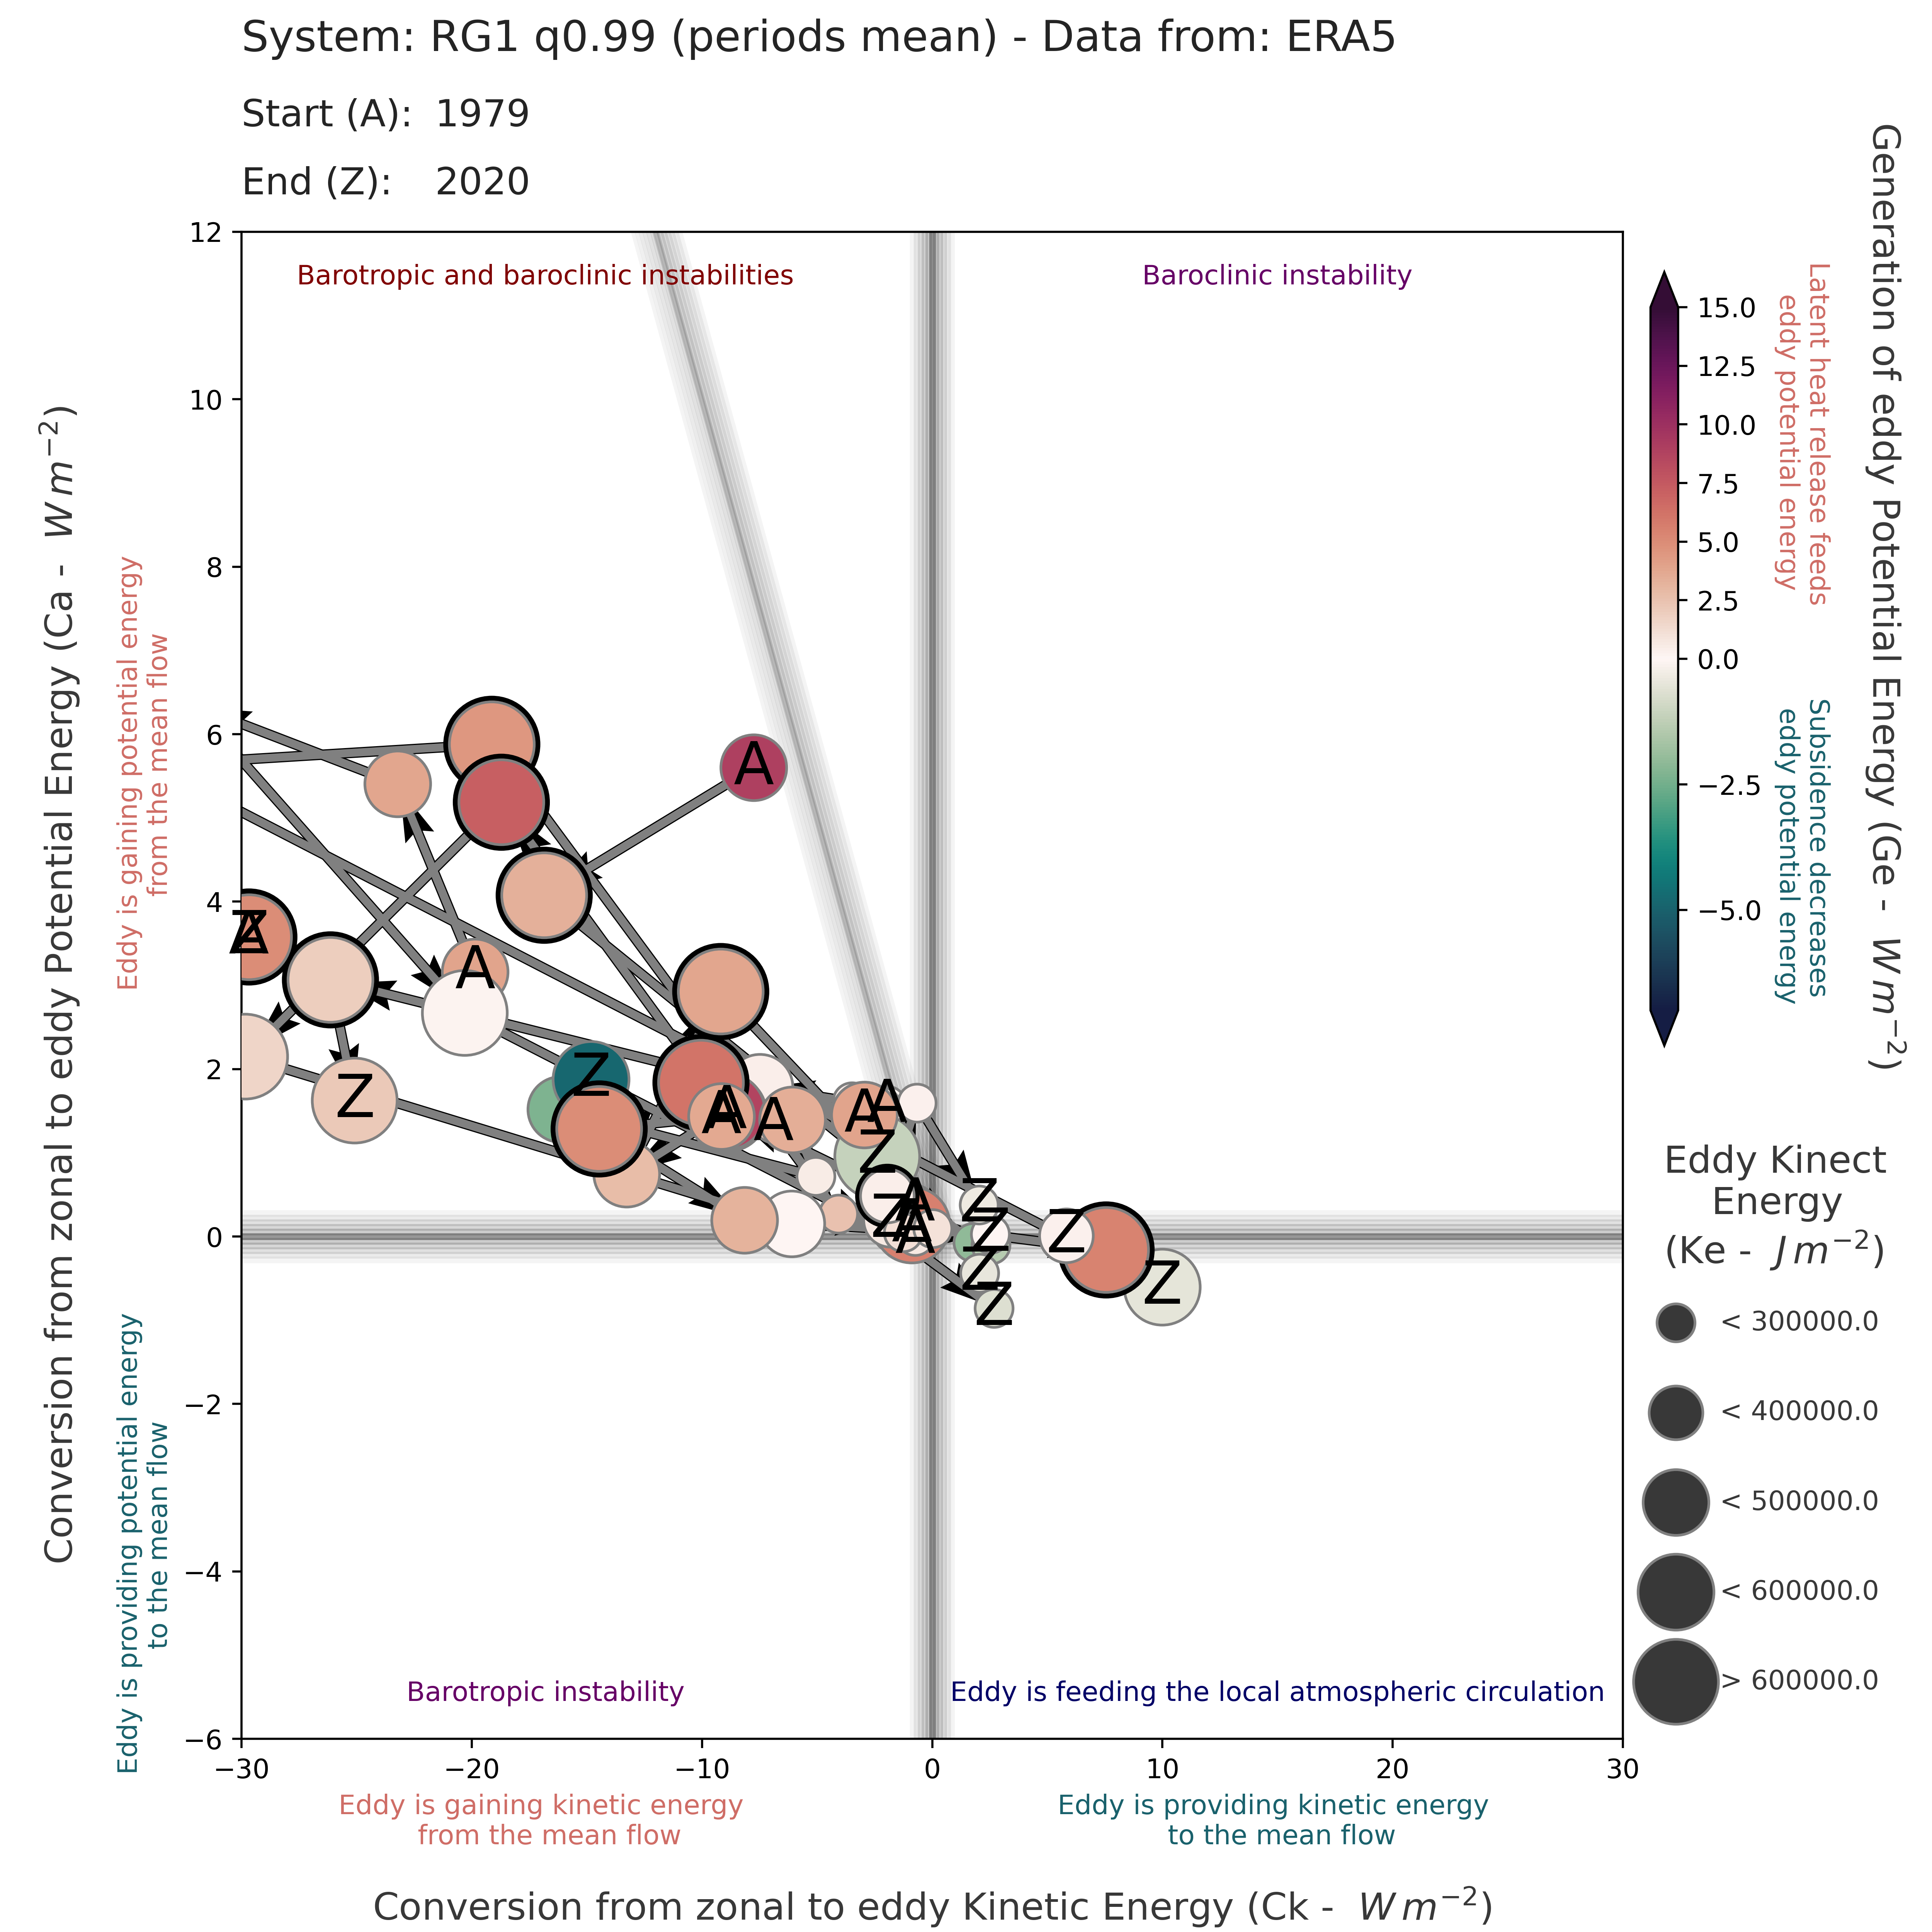 System: RG1 q0.99 (periods mean) - Data from: ERA5
Start (A): 1979
End (Z): 2020
Barotropic and baroclinic instabilities
Baroclinic instability
Barotropic instability
Eddy is feeding the local atmospheric circulation
12
10
8
6
4
2
0
−2
−4
−6
−30
−20
−10
0
10
20
30
Conversion from zonal to eddy Potential Energy (Ca - W m⁻²)
Eddy is gaining potential energy
from the mean flow
Eddy is providing potential energy
to the mean flow
Eddy is gaining kinetic energy
from the mean flow
Eddy is providing kinetic energy
to the mean flow
Conversion from zonal to eddy Kinetic Energy (Ck - W m⁻²)
A
A
A
A
A
A
A
A
A
A
Z
Z
Z
Z
Z
Z
Z
Z
Z
Z
Z
15.0
12.5
10.0
7.5
5.0
2.5
0.0
−2.5
−5.0
Latent heat release feeds
eddy potential energy
Subsidence decreases
eddy potential energy
Generation of eddy Potential Energy (Ge - W m⁻²)
Eddy Kinect
Energy
(Ke - J m⁻²)
< 300000.0
< 400000.0
< 500000.0
< 600000.0
> 600000.0